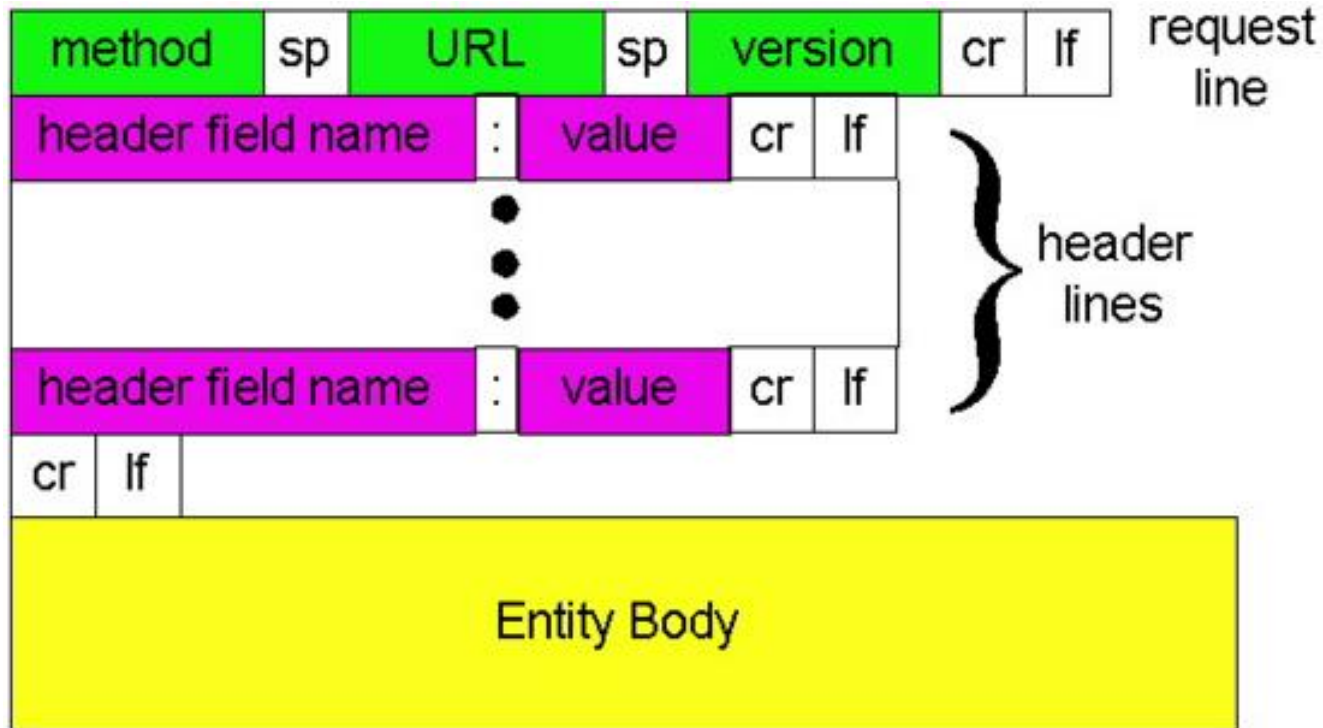 method sp URL sp version cr lf request line
header field name : value cr lf
header lines
header field name : value cr lf
cr lf
Entity Body